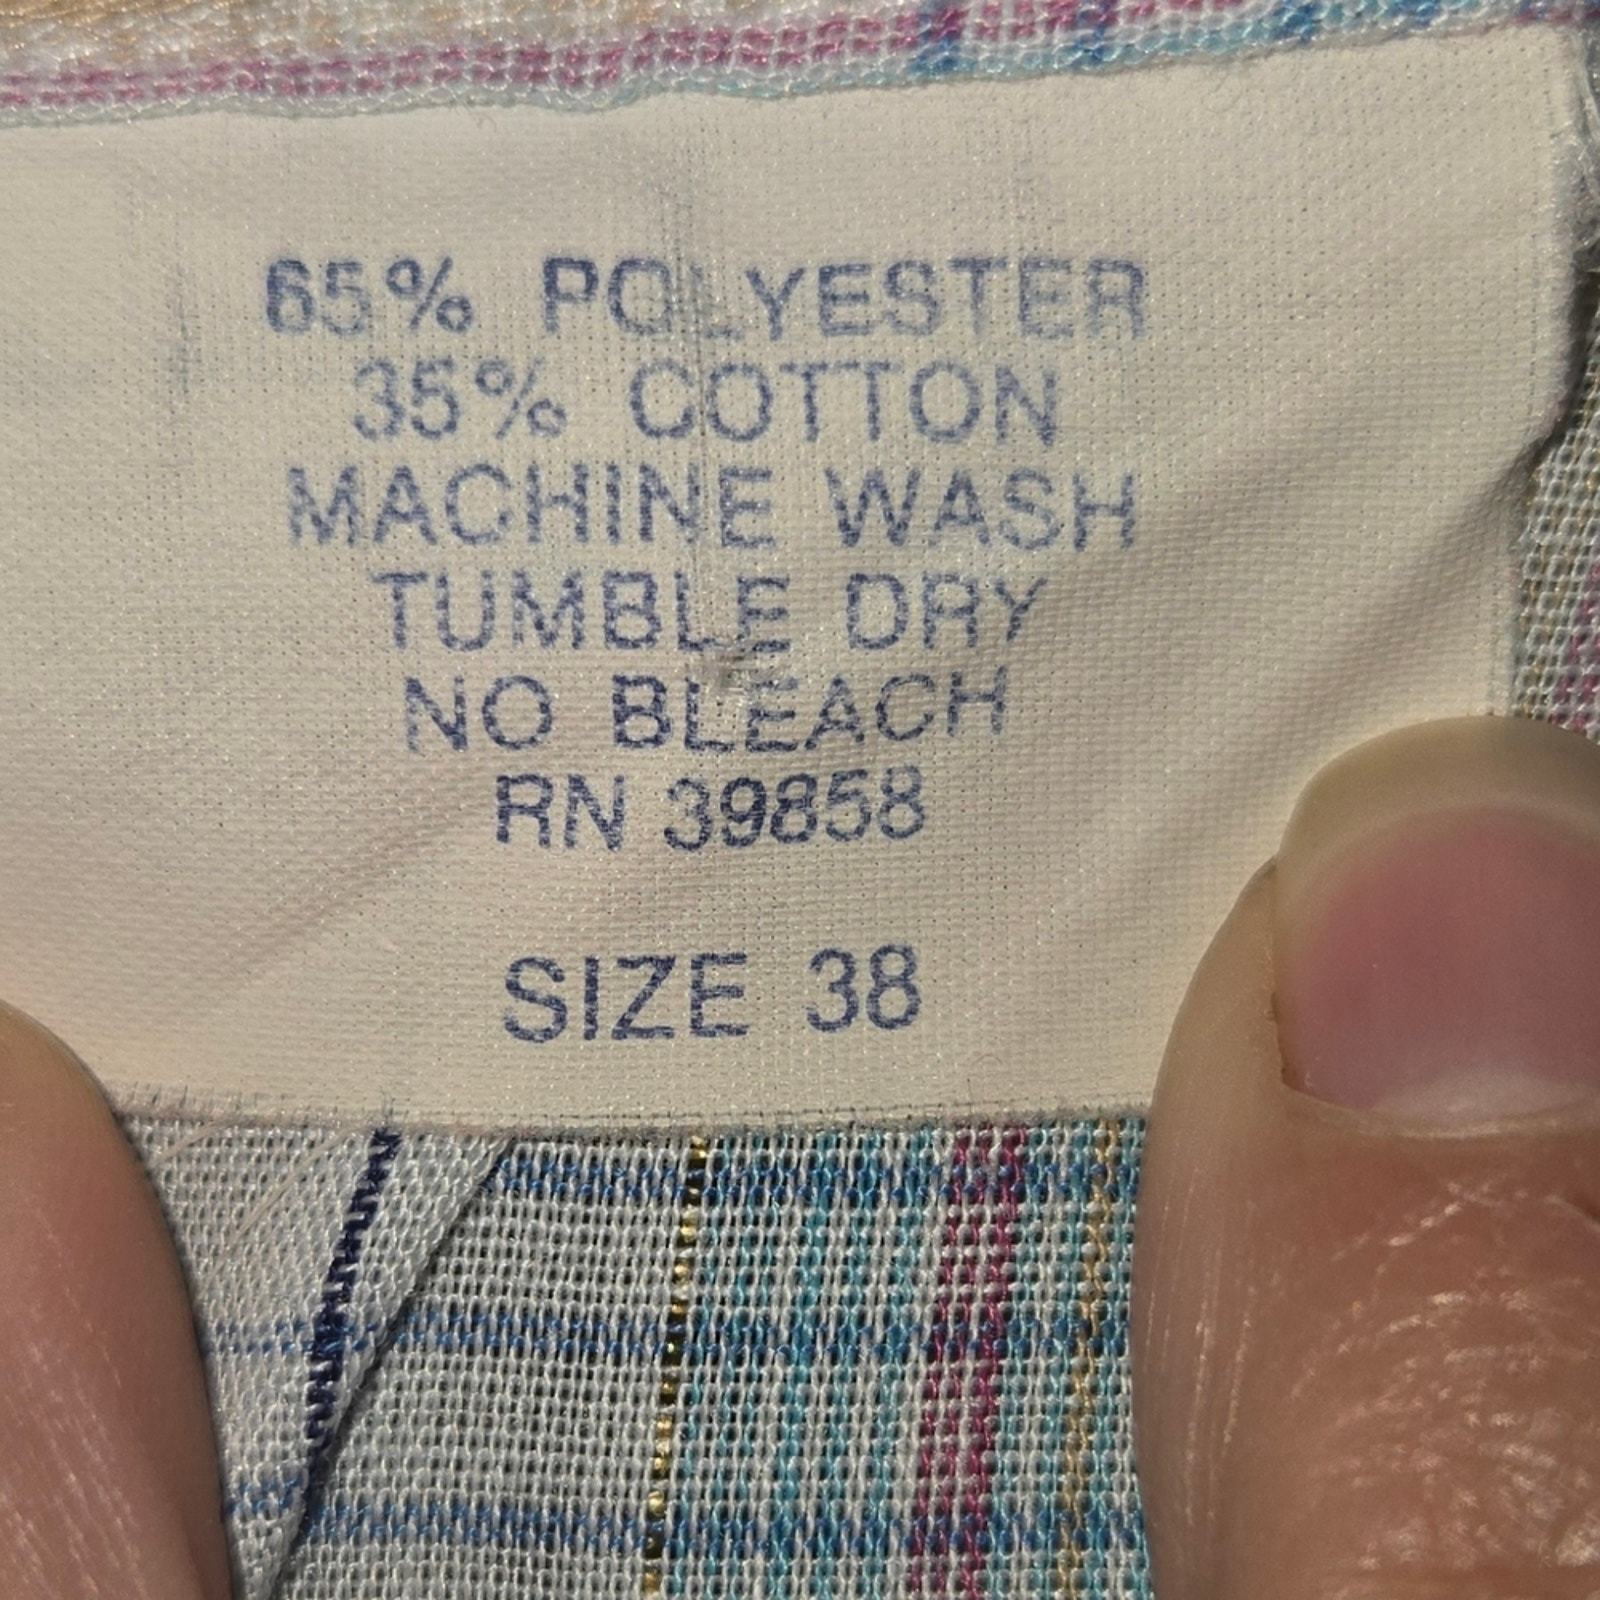 65% POLYESTER
35% COTTON
MACHINE WASH
TUMBLE DRY
NO BLEACH
RN 39858
SIZE 38